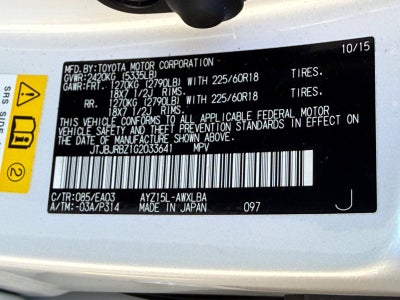 MFD. BY: TOYOTA MOTOR CORPORATION 10/15
GVWR: 2420KG (5335LB)
GAWR: FRT. 1270KG (2790LB) WITH 225/60R18 TIRES.
18X7 1/2J RIMS.
RR. 1270KG (2790LB) WITH 225/60R18 TIRES.
18X7 1/2J RIMS.
THIS VEHICLE CONFORMS TO ALL APPLICABLE FEDERAL MOTOR
VEHICLE SAFETY AND THEFT PREVENTION STANDARDS IN EFFECT ON
THE DATE OF MANUFACTURE SHOWN ABOVE.
JTJBJRBZ1G2033641 MPV
C/TR: 085/EA03 AYZ15L-AWXLBA
A/TM: -03A/P314 MADE IN JAPAN 097 J
SRS SIDE
2